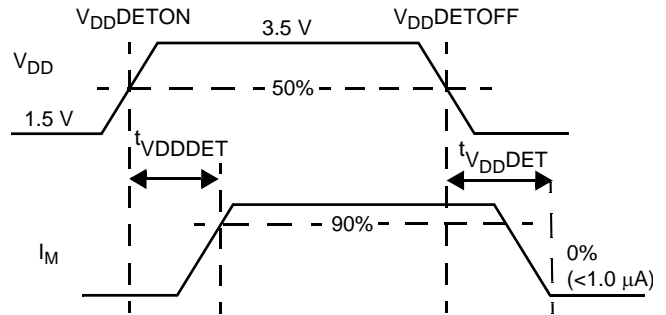 VDDDETON
VDDDETOFF
3.5 V
VDD
50%
1.5 V
tVDDDET
tVDDDET
90%
IM
0%
(<1.0 μA)